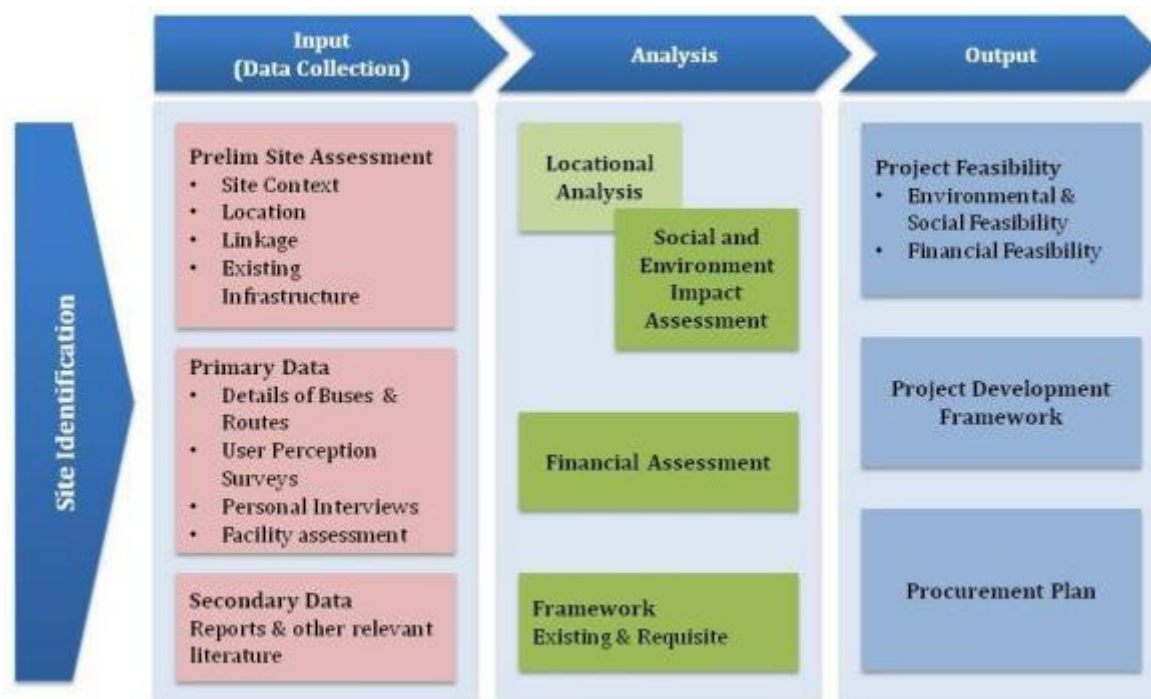 Input
(Data Collection)
Analysis
Output
Site Identification
Prelim Site Assessment
• Site Context
• Location
• Linkage
• Existing
Infrastructure
Primary Data
• Details of Buses &
Routes
• User Perception
Surveys
• Personal Interviews
• Facility assessment
Secondary Data
Reports & other relevant
literature
Locational
Analysis
Social and
Environment
Impact
Assessment
Financial Assessment
Framework
Existing & Requisite
Project Feasibility
• Environmental &
Social Feasibility
• Financial Feasibility
Project Development
Framework
Procurement Plan